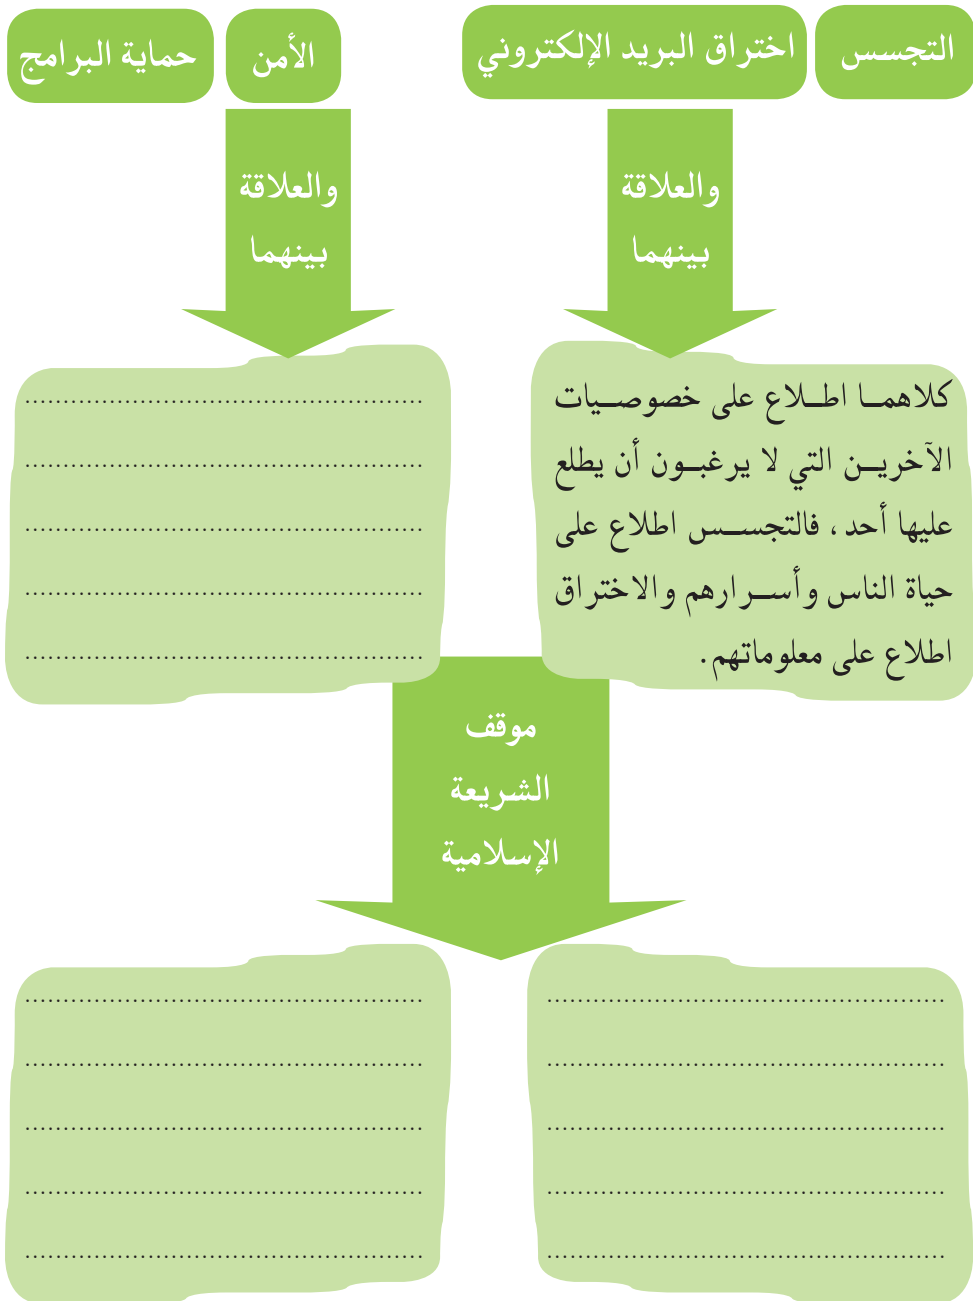 التجسس
اختراق البريد الإلكتروني
الأمن
حماية البرامج
والعلاقة
بينهما
والعلاقة
بينهما
كلاهما اطلاع على خصوصيات
الآخرين التي لا يرغبون أن يطلع
عليها أحد، فالتجسس اطلاع على
حياة الناس وأسرارهم والاختراق
اطلاع على معلوماتهم.
....................................................
....................................................
....................................................
....................................................
....................................................
موقف
الشريعة
الإسلامية
....................................................
....................................................
....................................................
....................................................
....................................................
....................................................
....................................................
....................................................
....................................................
....................................................